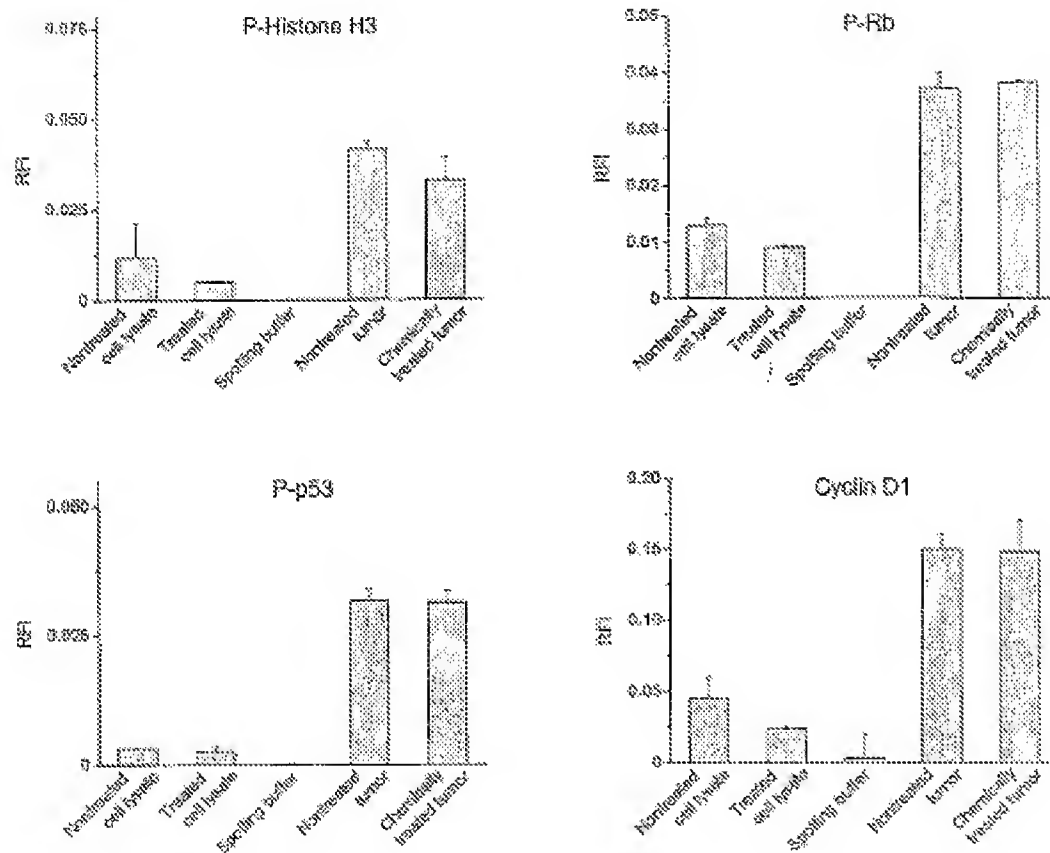 P-Histone H3
0.075
0.050
0.025
0
RFI
Nontreated
cell lysate
Treated
cell lysate
Spotting buffer
Nontreated
tumor
Chemically
treated tumor
P-Rb
0.05
0.04
0.03
0.02
0.01
0
RFI
Nontreated
cell lysate
Treated
cell lysate
Spotting buffer
Nontreated
tumor
Chemically
treated tumor
P-p53
0.050
0.025
0
RFI
Nontreated
cell lysate
Treated
cell lysate
Spotting buffer
Nontreated
tumor
Chemically
treated tumor
Cyclin D1
0.20
0.15
0.10
0.05
0
RFI
Nontreated
cell lysate
Treated
cell lysate
Spotting buffer
Nontreated
tumor
Chemically
treated tumor